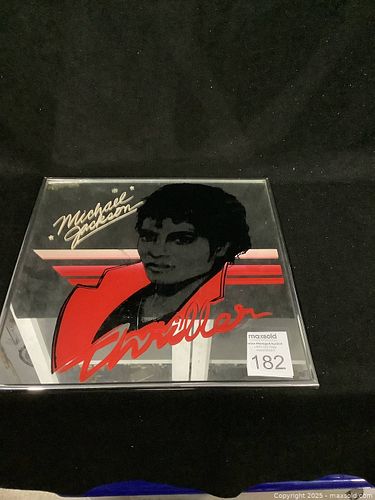 Michael
Jackson
thriller
maxsold
182
Copyright © 2025 - maxsold.com